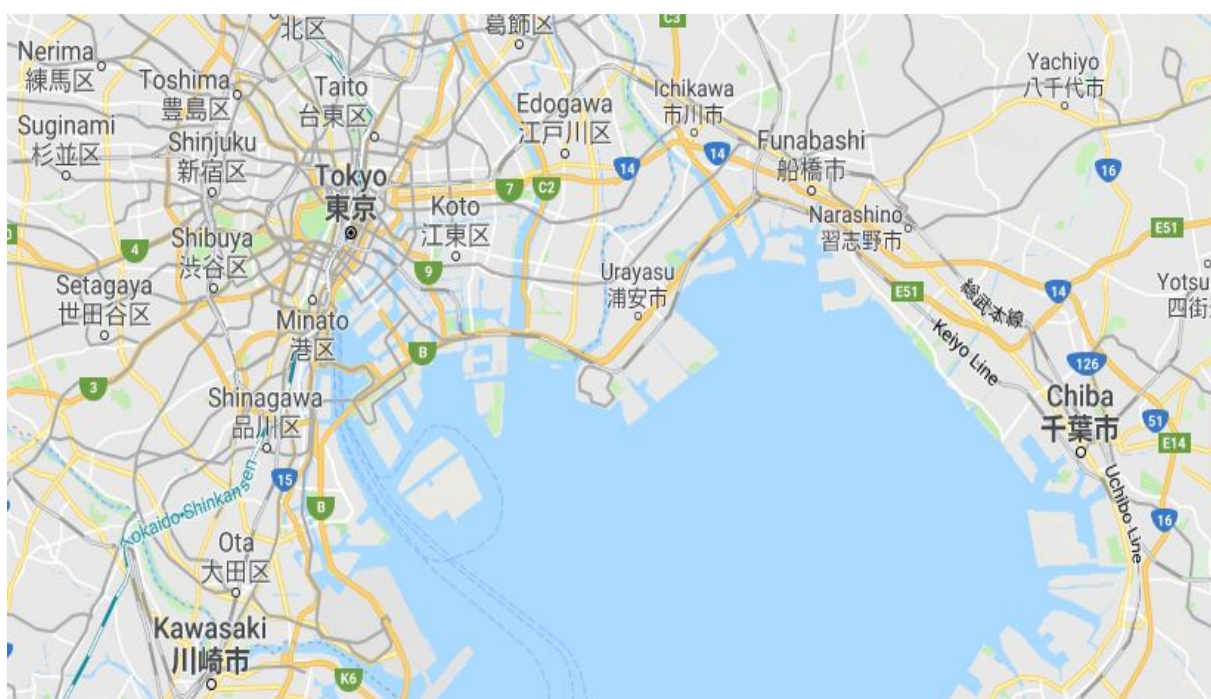 北区
葛飾区
C3
Nerima
練馬区
Toshima
豊島区
Taito
台東区
Edogawa
江戸川区
Ichikawa
市川市
Yachiyo
八千代市
Suginami
杉並区
Shinjuku
新宿区
14
14
Funabashi
船橋市
16
Tokyo
東京
7
C2
Koto
江東区
Narashino
習志野市
E51
4
Shibuya
渋谷区
9
Urayasu
浦安市
E51
総武本線
14
Yotsu
四街
Setagaya
世田谷区
Minato
港区
B
Keiyo Line
126
3
Shinagawa
品川区
Chiba
千葉市
51
E14
15
B
Tokaido Shinkansen
Uchibo Line
16
Ota
大田区
Kawasaki
川崎市
K6